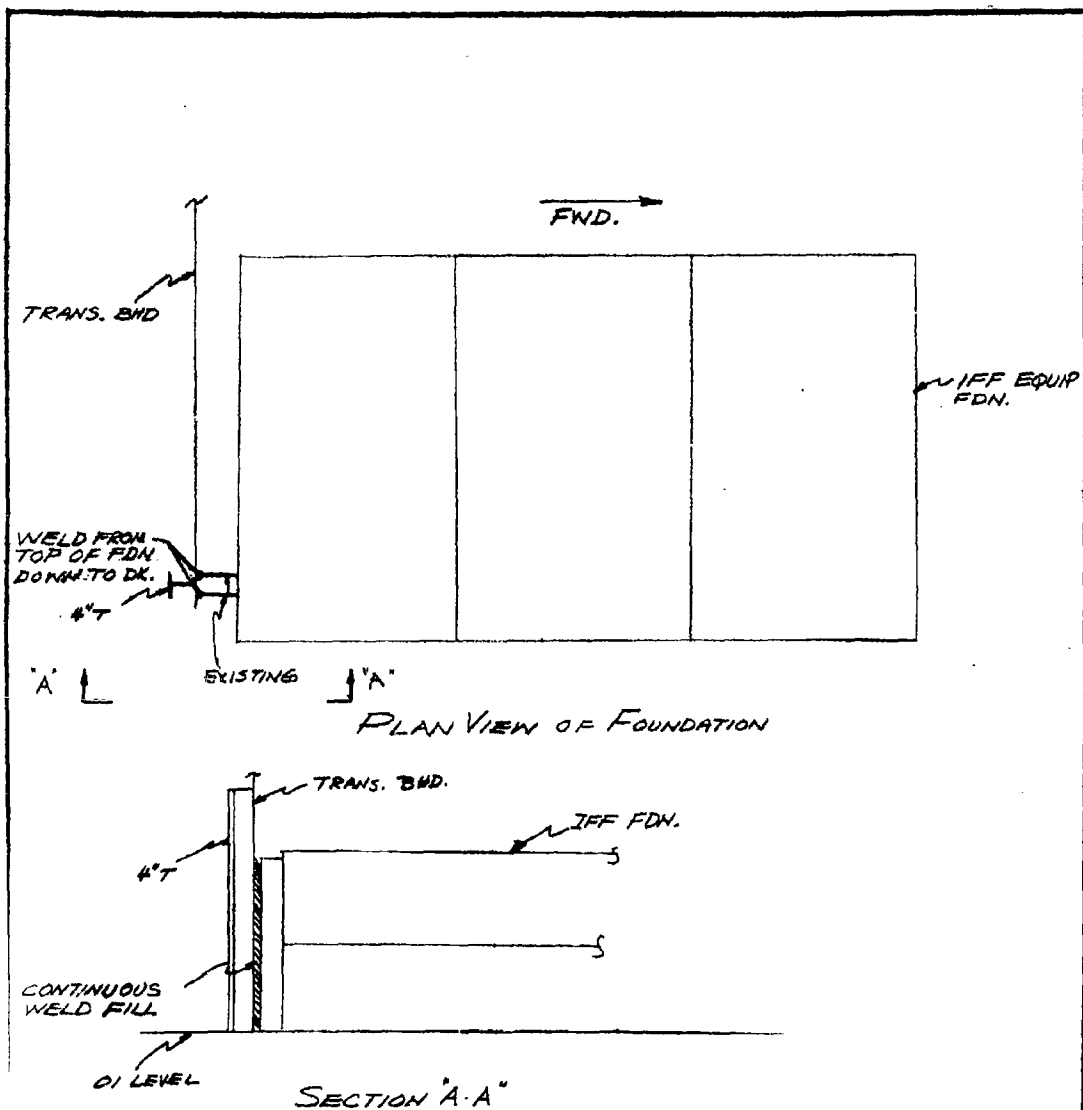 FWD.
TRANS. BHD
IFF EQUIP
FDN.
WELD FROM
TOP OF FDN
DOWN TO DK.
4"T
EXISTING
"A"
"A"
PLAN VIEW OF FOUNDATION
TRANS. BHD.
IFF FDN.
4"T
CONTINUOUS
WELD FILL
01 LEVEL
SECTION "A-A"